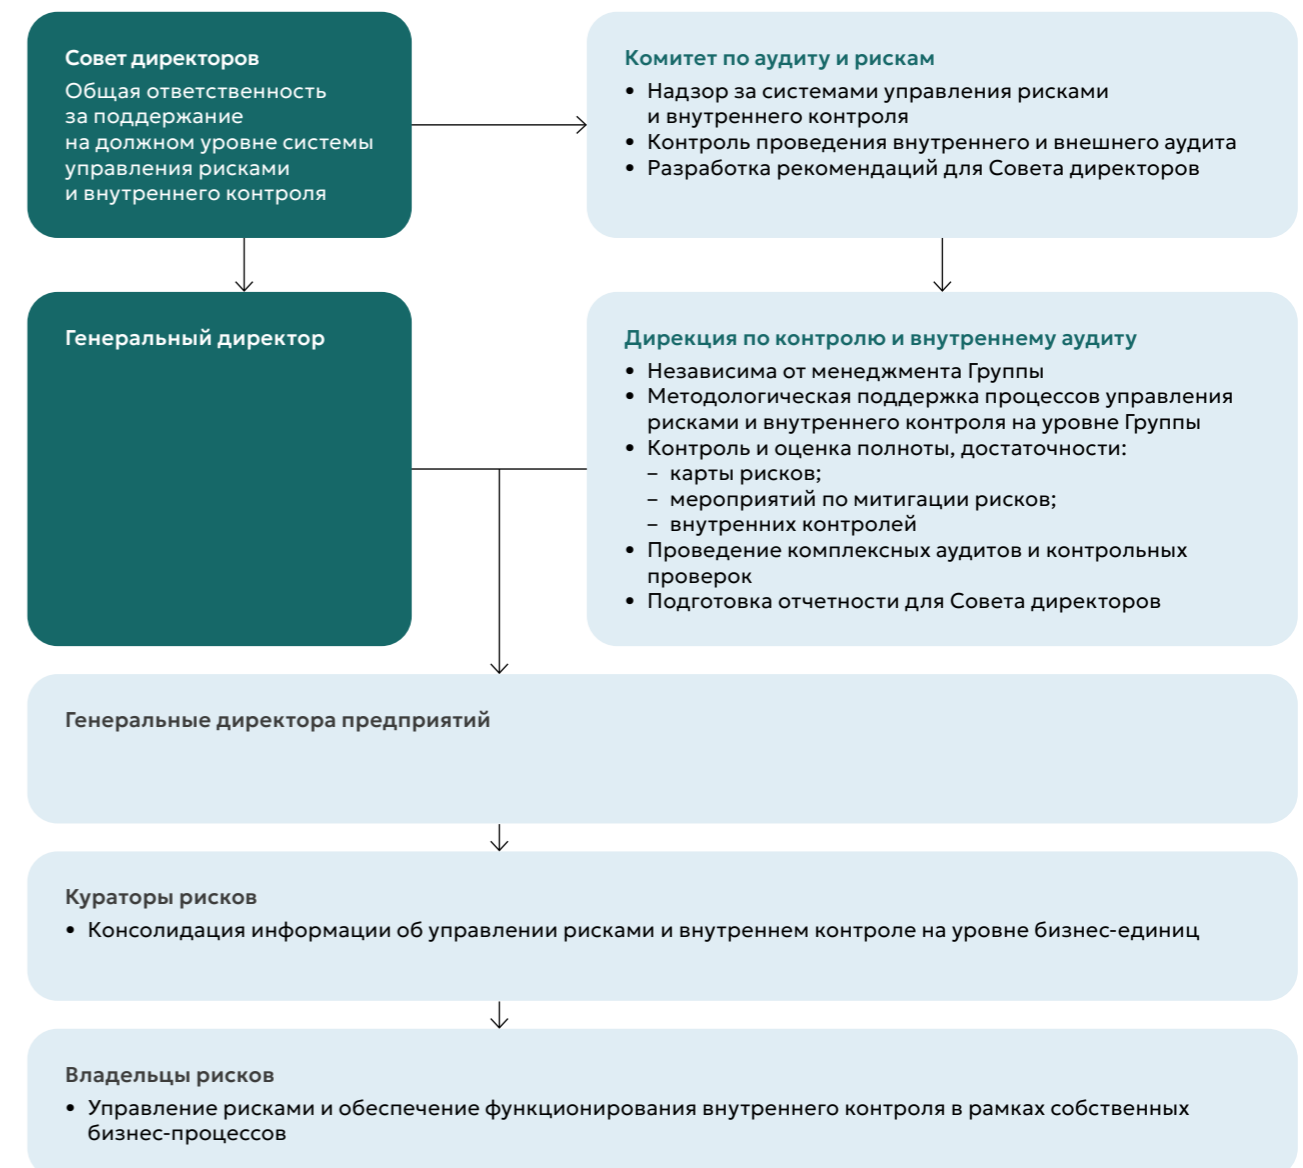 Совет директоров
Общая ответственность
за поддержание
на должном уровне системы
управления рисками
и внутреннего контроля
Комитет по аудиту и рискам
• Надзор за системами управления рисками
и внутреннего контроля
• Контроль проведения внутреннего и внешнего аудита
• Разработка рекомендаций для Совета директоров
Генеральный директор
Дирекция по контролю и внутреннему аудиту
• Независима от менеджмента Группы
• Методологическая поддержка процессов управления
рисками и внутреннего контроля на уровне Группы
• Контроль и оценка полноты, достаточности:
– карты рисков;
– мероприятий по митигации рисков;
– внутренних контролей
• Проведение комплексных аудитов и контрольных
проверок
• Подготовка отчетности для Совета директоров
Генеральные директора предприятий
Кураторы рисков
• Консолидация информации об управлении рисками и внутреннем контроле на уровне бизнес-единиц
Владельцы рисков
• Управление рисками и обеспечение функционирования внутреннего контроля в рамках собственных
бизнес-процессов